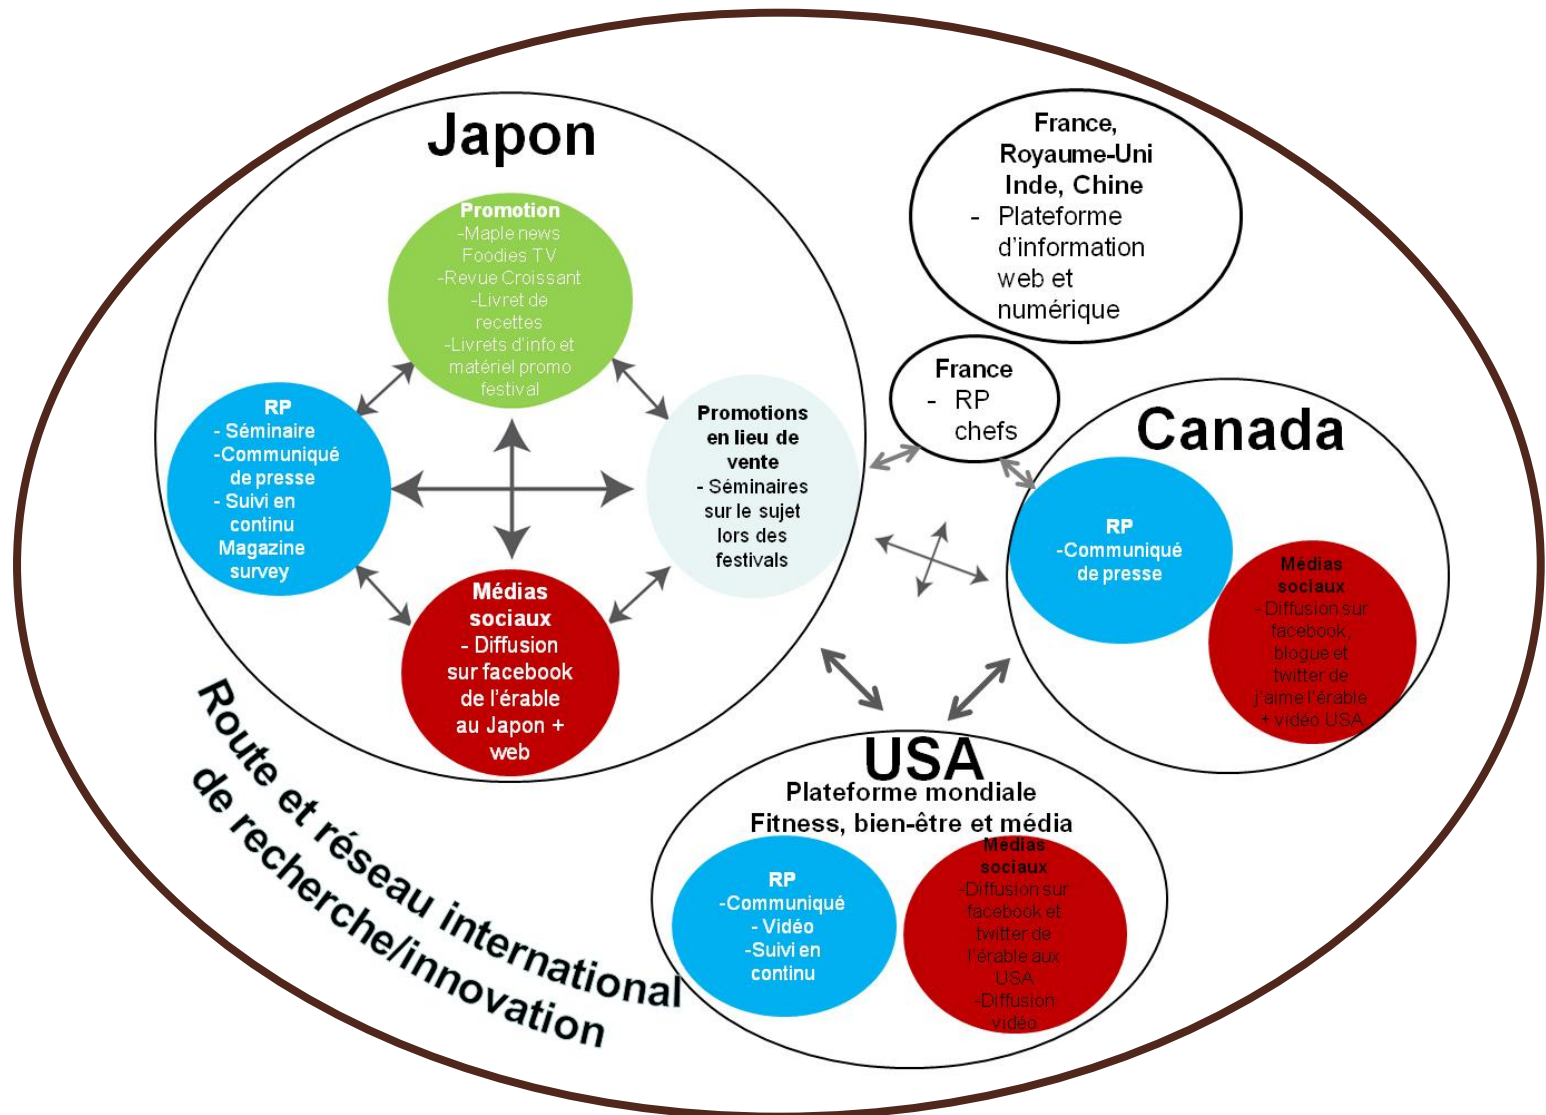 Japon
Promotion
-Maple news
Foodies TV
-Revue Croissant
-Livret de
recettes
-Livrets d'info et
matériel promo
festival
RP
- Séminaire
-Communiqué
de presse
- Suivi en
continu
Magazine
survey
Promotions
en lieu de
vente
- Séminaires
sur le sujet
lors des
festivals
Médias
sociaux
- Diffusion
sur facebook
de l'érable
au Japon +
web
France,
Royaume-Uni
Inde, Chine
- Plateforme
d'information
web et
numérique
France
- RP
chefs
Canada
RP
-Communiqué
de presse
Médias
sociaux
- Diffusion sur
facebook,
blogue et
twitter de
j'aime l'érable
+ vidéo USA
USA
Plateforme mondiale
Fitness, bien-être et média
RP
-Communiqué
- Vidéo
-Suivi en
continu
Médias
sociaux
-Diffusion sur
facebook et
twitter de
l'érable aux
USA
-Diffusion
vidéo
Route et réseau international
de recherche/innovation